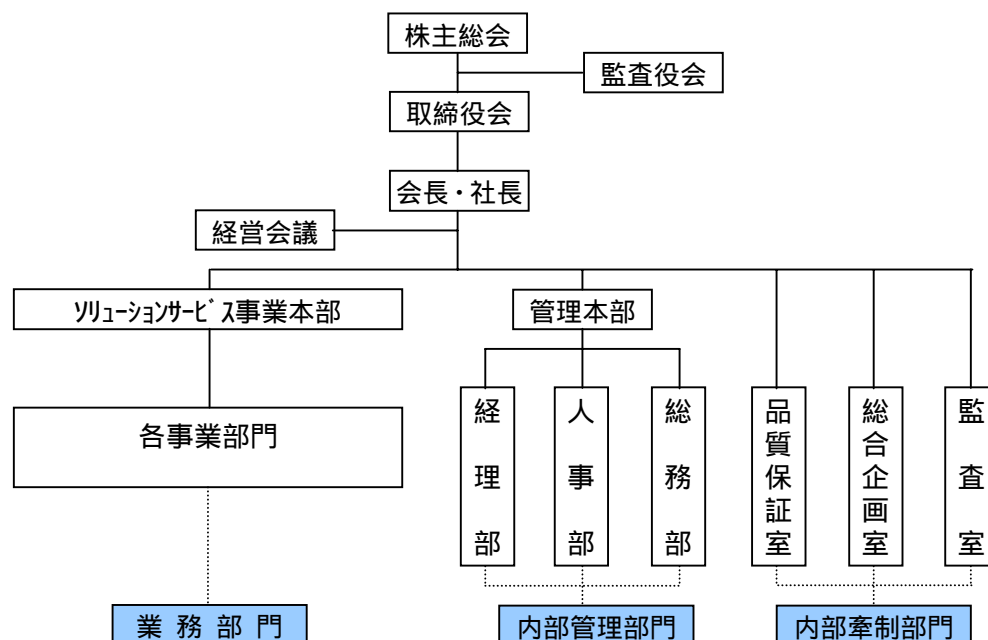 株主総会
監査役会
取締役会
会長・社長
経営会議
ｿﾘｭｰｼｮﾝｻｰﾋﾞｽ事業本部
管理本部
各事業部門
経理部
人事部
総務部
品質保証室
総合企画室
監査室
業 務 部 門
内部管理部門
内部牽制部門